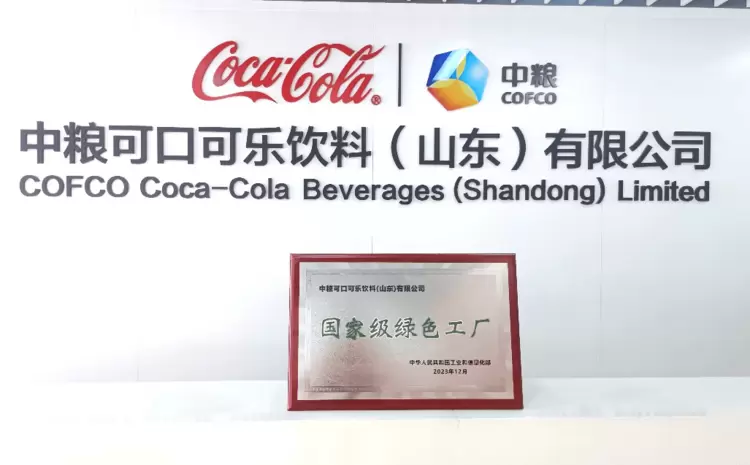 Coca-Cola®
中粮
COFCO
中粮可口可乐饮料（山东）有限公司
COFCO Coca-Cola Beverages (Shandong) Limited
中粮可口可乐饮料(山东)有限公司
国家级绿色工厂
中华人民共和国工业和信息化部
2023年12月